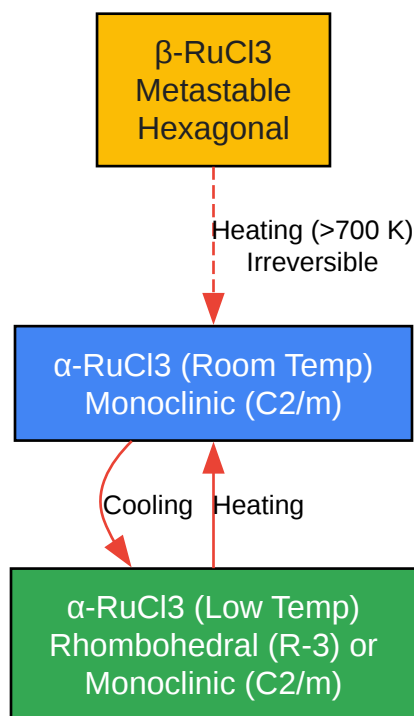 β-RuCl3
Metastable
Hexagonal
Heating (>700 K)
Irreversible
α-RuCl3 (Room Temp)
Monoclinic (C2/m)
Cooling
Heating
α-RuCl3 (Low Temp)
Rhombohedral (R-3) or
Monoclinic (C2/m)